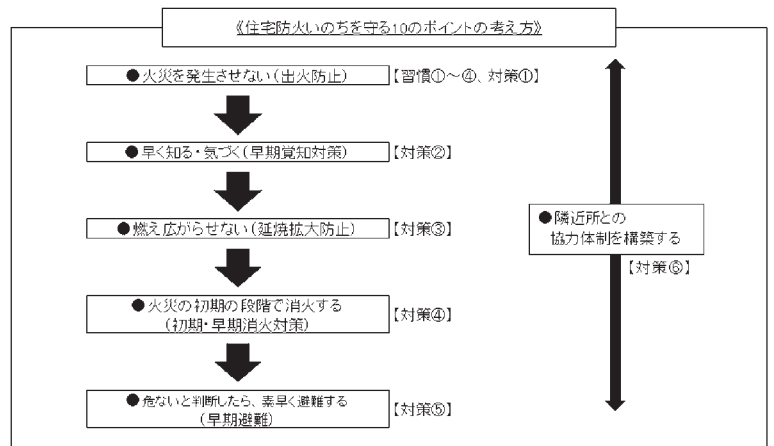 《住宅防火いのちを守る10のポイントの考え方》
●火災を発生させない(出火防止)
【習慣①～④、対策①】
●早く知る・気づく(早期覚知対策)
【対策②】
●燃え広がらせない(延焼拡大防止)
【対策③】
●火災の初期の段階で消火する
(初期・早期消火対策)
【対策④】
●危ないと判断したら、素早く避難する
(早期避難)
【対策⑤】
●隣近所との
協力体制を構築する
【対策⑥】